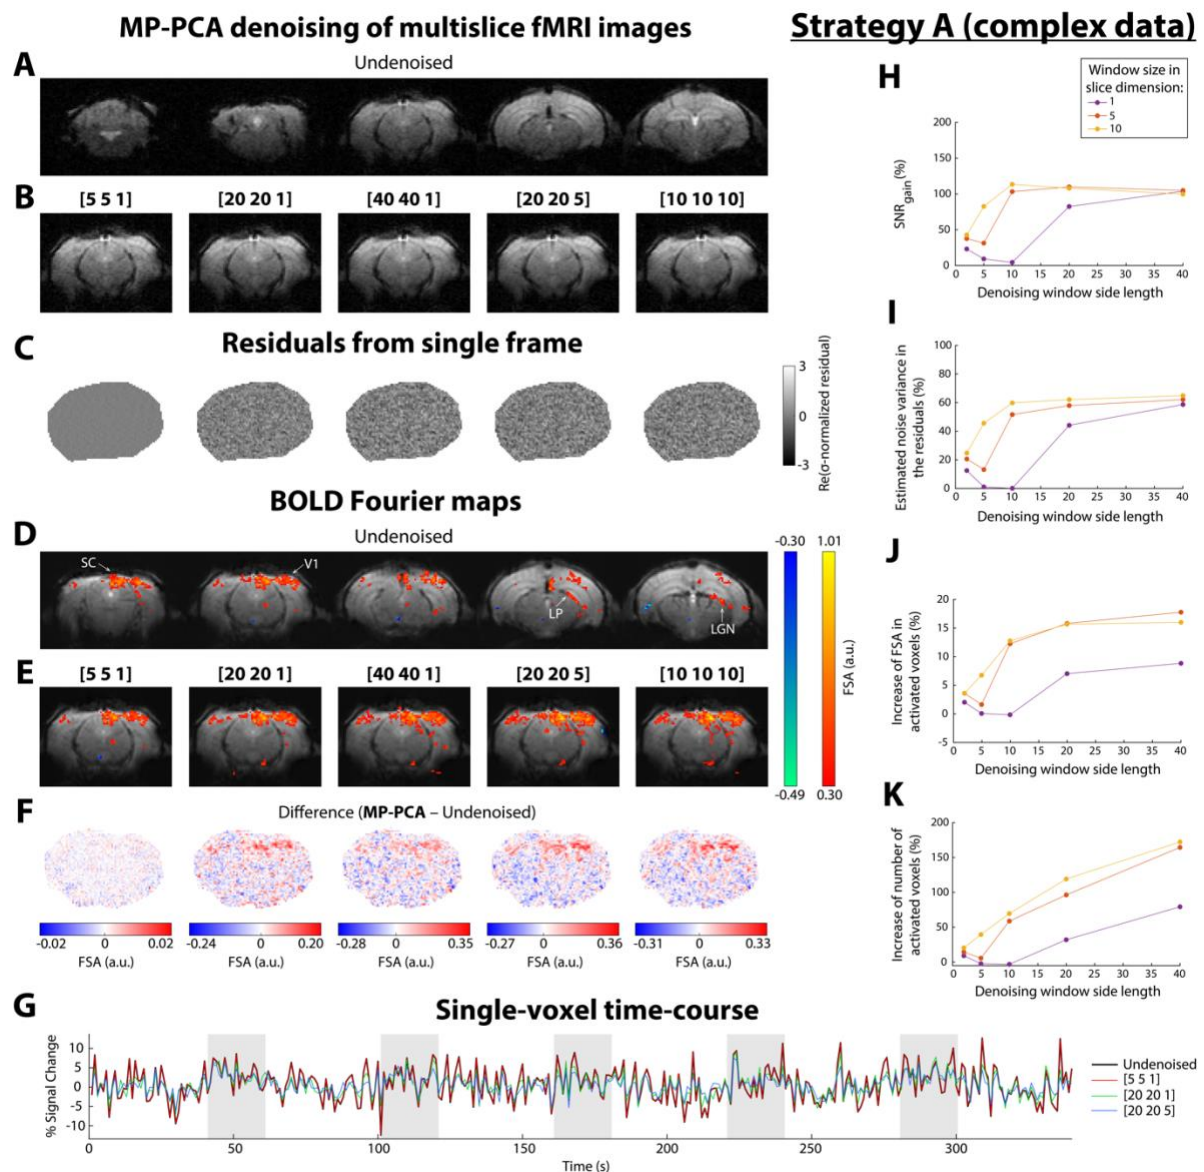 MP-PCA denoising of multislice fMRI images
Strategy A (complex data)
A
Undenoised
B
[5 5 1] [20 20 1] [40 40 1] [20 20 5] [10 10 10]
C
Residuals from single frame
3
0
-3
Re(σ-normalized residual)
BOLD Fourier maps
D
Undenoised
SC
V1
LP
LGN
-0.30 1.01
FSA (a.u.)
-0.49 0.30
E
[5 5 1] [20 20 1] [40 40 1] [20 20 5] [10 10 10]
F
Difference (MP-PCA – Undenoised)
-0.02 0 0.02
FSA (a.u.)
-0.24 0 0.20
FSA (a.u.)
-0.28 0 0.35
FSA (a.u.)
-0.27 0 0.36
FSA (a.u.)
-0.31 0 0.33
FSA (a.u.)
H
Window size in
slice dimension:
1
5
10
SNRgain (%)
200
150
100
50
0
0 5 10 15 20 25 30 35 40
Denoising window side length
I
Estimated noise variance in
the residuals (%)
100
80
60
40
20
0
0 5 10 15 20 25 30 35 40
Denoising window side length
J
Increase of FSA in
activated voxels (%)
20
15
10
5
0
-5
0 5 10 15 20 25 30 35 40
Denoising window side length
K
Increase of number of
activated voxels (%)
200
150
100
50
0
0 5 10 15 20 25 30 35 40
Denoising window side length
G
Single-voxel time-course
% Signal Change
10
5
0
-5
-10
0 50 100 150 200 250 300
Time (s)
Undenoised
[5 5 1]
[20 20 1]
[20 20 5]